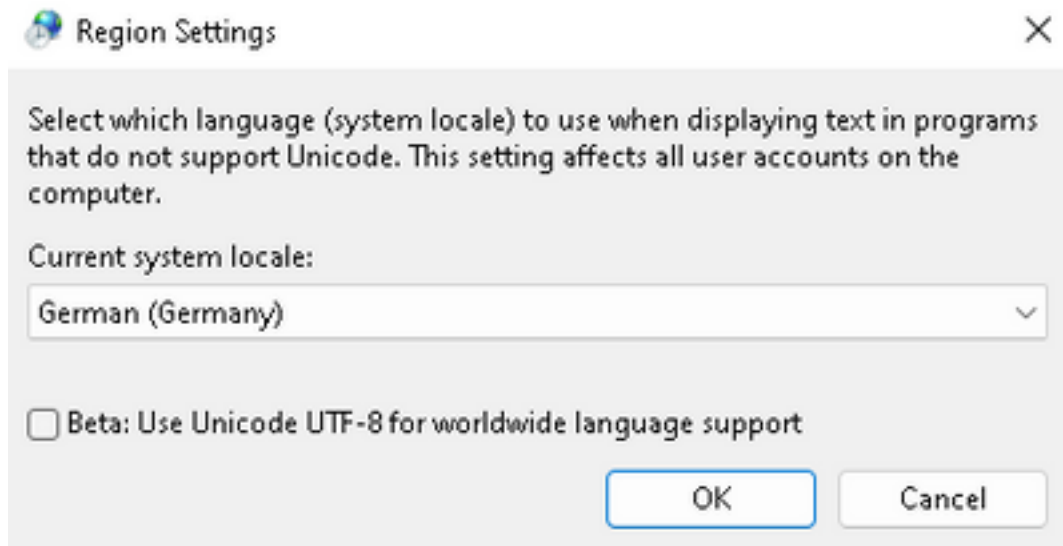 Region Settings
Select which language (system locale) to use when displaying text in programs
that do not support Unicode. This setting affects all user accounts on the
computer.
Current system locale:
German (Germany)
Beta: Use Unicode UTF-8 for worldwide language support
OK Cancel